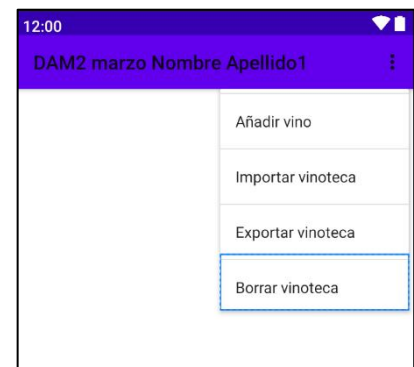 12:00
DAM2 marzo Nombre Apellido1
Añadir vino
Importar vinoteca
Exportar vinoteca
Borrar vinoteca